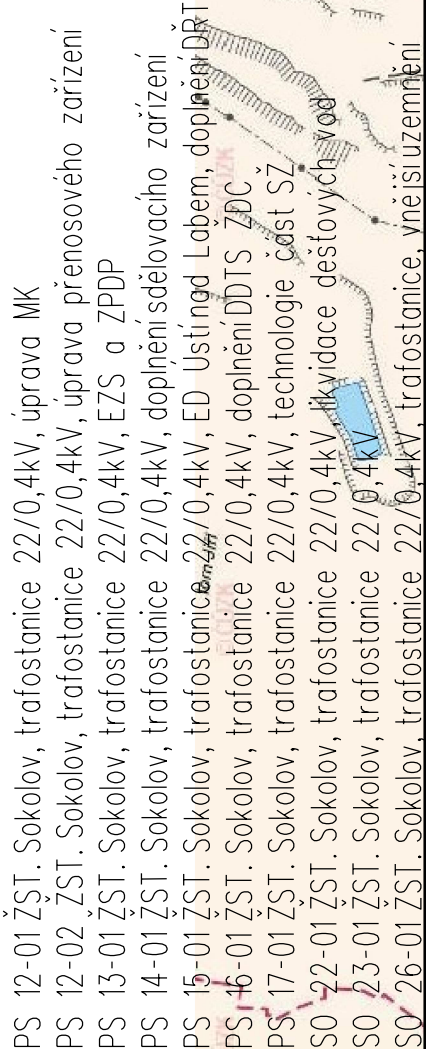 PS 12-01 ŽST. Sokolov, trafostanice 22/0,4kV, úprava MK
PS 12-02 ŽST. Sokolov, trafostanice 22/0,4kV, úprava přenosového zařízení
PS 13-01 ŽST. Sokolov, trafostanice 22/0,4kV, EZS a ZPDP
PS 14-01 ŽST. Sokolov, trafostanice 22/0,4kV, doplnění sdělovacího zařízení
PS 15-01 ŽST. Sokolov, trafostanice 22/0,4kV, ED Ústí nad Labem, doplnění DŘT
PS 16-01 ŽST. Sokolov, trafostanice 22/0,4kV, doplnění DDTS ŽDC
PS 17-01 ŽST. Sokolov, trafostanice 22/0,4kV, technologie část SŽ
SO 22-01 ŽST. Sokolov, trafostanice 22/0,4kV, likvidace dešťových vod
SO 23-01 ŽST. Sokolov, trafostanice 22/0,4kV
SO 26-01 ŽST. Sokolov, trafostanice 22/0,4kV, trafostanice, vnější uzemnění
lom Jiří
©ČÚZK
©ČÚZK